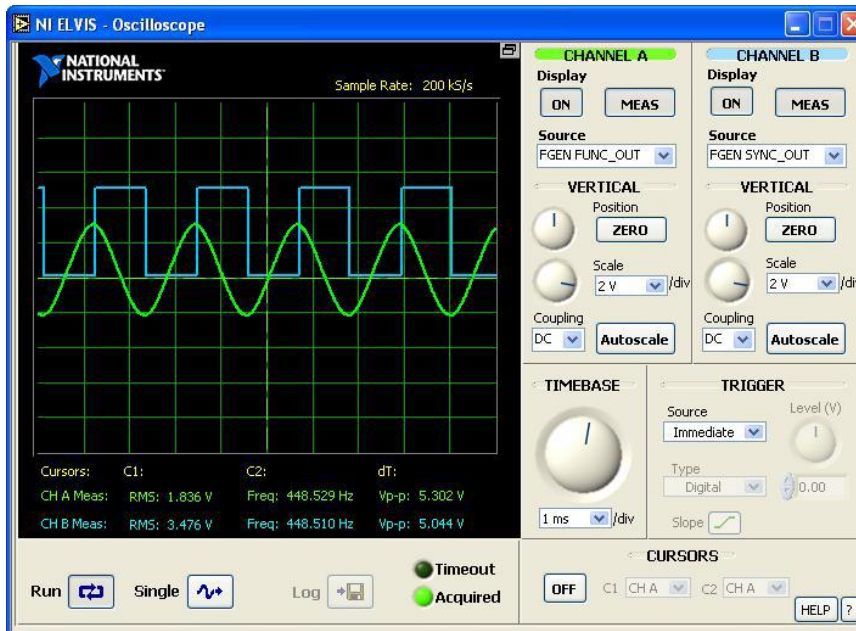 NI ELVIS - Oscilloscope
NATIONAL
INSTRUMENTS
Sample Rate: 200 kS/s
Cursors: C1: C2: dT:
CH A Meas: RMS: 1.836 V Freq: 448.529 Hz Vp-p: 5.302 V
CH B Meas: RMS: 3.476 V Freq: 448.510 Hz Vp-p: 5.044 V
Run
Single
Log
Timeout
Acquired
CHANNEL A
Display
ON
MEAS
Source
FGEN FUNC_OUT
VERTICAL
Position
ZERO
Scale
2 V /div
Coupling
DC
Autoscale
CHANNEL B
Display
ON
MEAS
Source
FGEN SYNC_OUT
VERTICAL
Position
ZERO
Scale
2 V /div
Coupling
DC
Autoscale
TIMEBASE
1 ms /div
TRIGGER
Source
Immediate
Level (V)
Type
Digital
0.00
Slope
CURSORS
OFF
C1 CH A C2 CH A
HELP ?